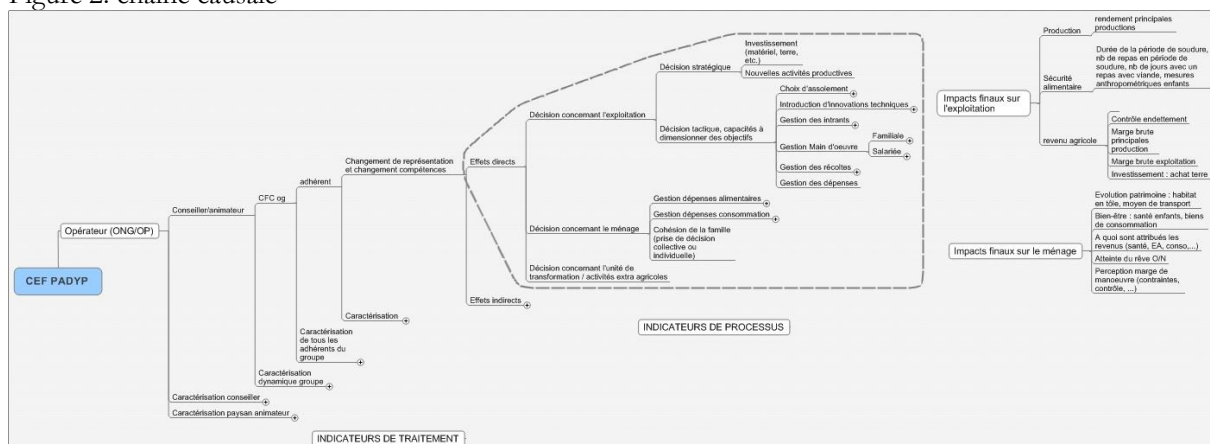 Figure 2: chaîne causale
CEF PADYP
Opérateur (ONG/OP)
Conseiller/animateur
CFC og
adhérent
Changement de représentation
et changement compétences
Effets directs
Décision concernant l'exploitation
Décision stratégique
Investissement
(matériel, terre,
etc.)
Nouvelles activités productives
Décision tactique, capacités à
dimensionner des objectifs
Choix d'assolement
Introduction d'innovations techniques
Gestion des intrants
Gestion Main d'oeuvre
Familiale
Salariée
Gestion des récoltes
Gestion des dépenses
Décision concernant le ménage
Gestion dépenses alimentaires
Gestion dépenses consommation
Cohésion de la famille
(prise de décision
collective ou
individuelle)
Décision concernant l'unité de
transformation / activités extra agricoles
Effets indirects
Caractérisation
Caractérisation
de tous les
adhérents du
groupe
Caractérisation
dynamique groupe
Caractérisation conseiller
Caractérisation paysan animateur
INDICATEURS DE TRAITEMENT
INDICATEURS DE PROCESSUS
Impacts finaux sur
l'exploitation
Production
rendement principales
productions
Sécurité
alimentaire
Durée de la période de soudure,
nb de repas en période de
soudure, nb de jours avec un
repas avec viande, mesures
anthropométriques enfants
revenu agricole
Contrôle endettement
Marge brute
principales
production
Marge brute exploitation
Investissement : achat terre
Impacts finaux sur le ménage
Evolution patrimoine : habitat
en tôle, moyen de transport
Bien-être : santé enfants, biens
de consommation
A quoi sont attribués les
revenus (santé, EA, conso,...)
Atteinte du rêve O/N
Perception marge de
manoeuvre (contraintes,
contrôle, ...)